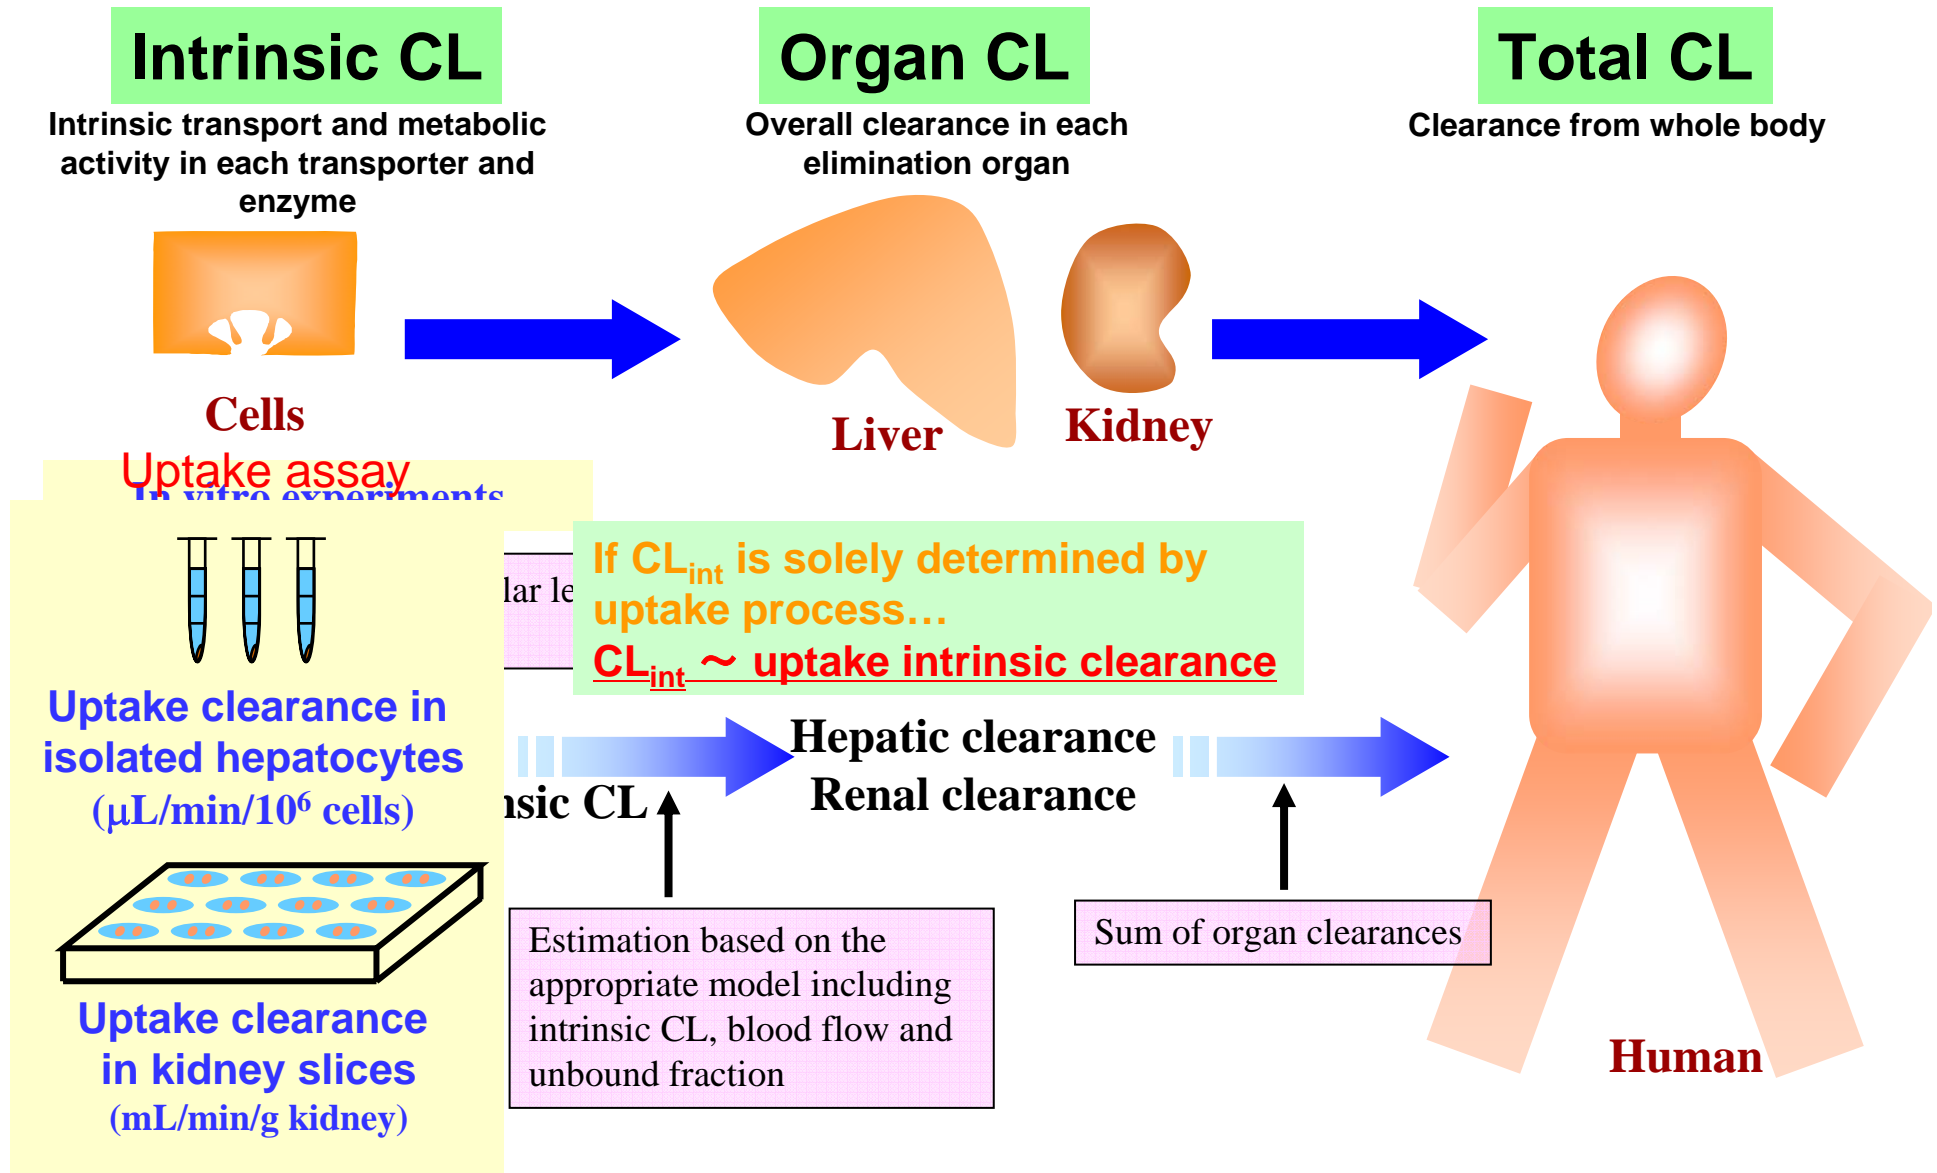 Intrinsic CL
Organ CL
Total CL
Intrinsic transport and metabolic
activity in each transporter and
enzyme
Overall clearance in each
elimination organ
Clearance from whole body
Cells
Liver
Kidney
Uptake assay
In vitro experiments
If CLint is solely determined by
uptake process…
CLint ～ uptake intrinsic clearance
Uptake clearance in
isolated hepatocytes
(μL/min/10⁶ cells)
CL
Hepatic clearance
Renal clearance
Estimation based on the
appropriate model including
intrinsic CL, blood flow and
unbound fraction
Sum of organ clearances
Uptake clearance
in kidney slices
(mL/min/g kidney)
Human